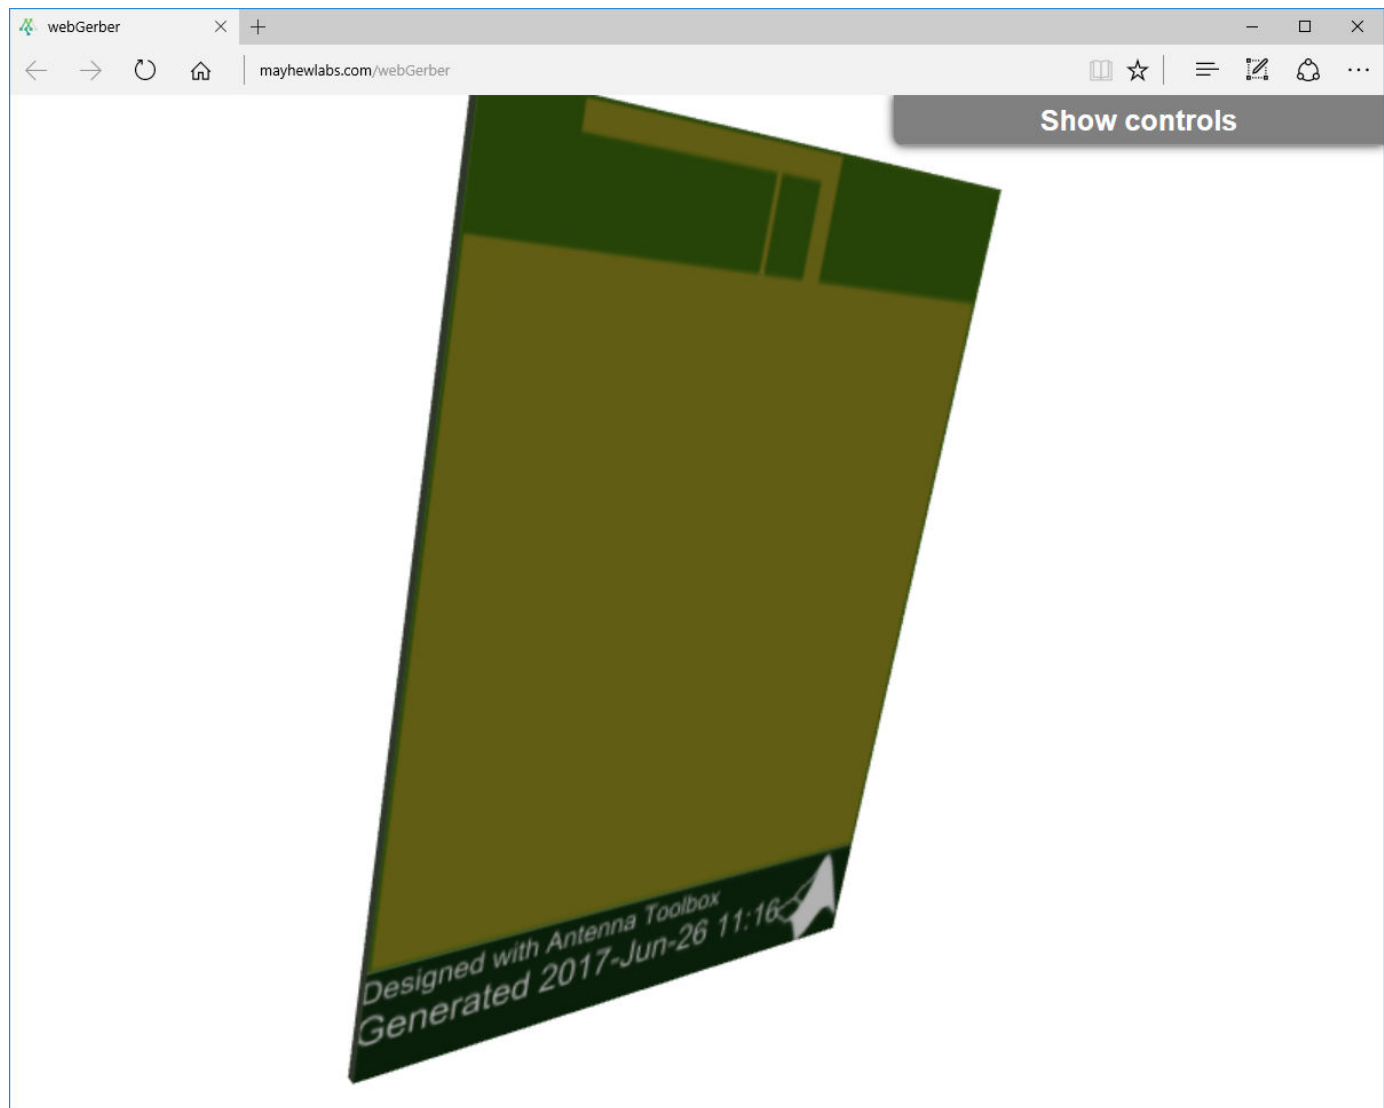 webGerber
mayhewlabs.com/webGerber
Show controls
Designed with Antenna Toolbox
Generated 2017-Jun-26 11:16